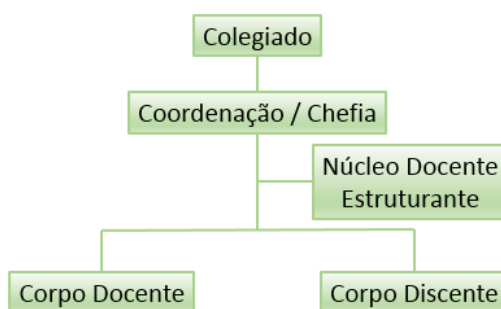 Colegiado
Coordenação / Chefia
Núcleo Docente
Estruturante
Corpo Docente
Corpo Discente